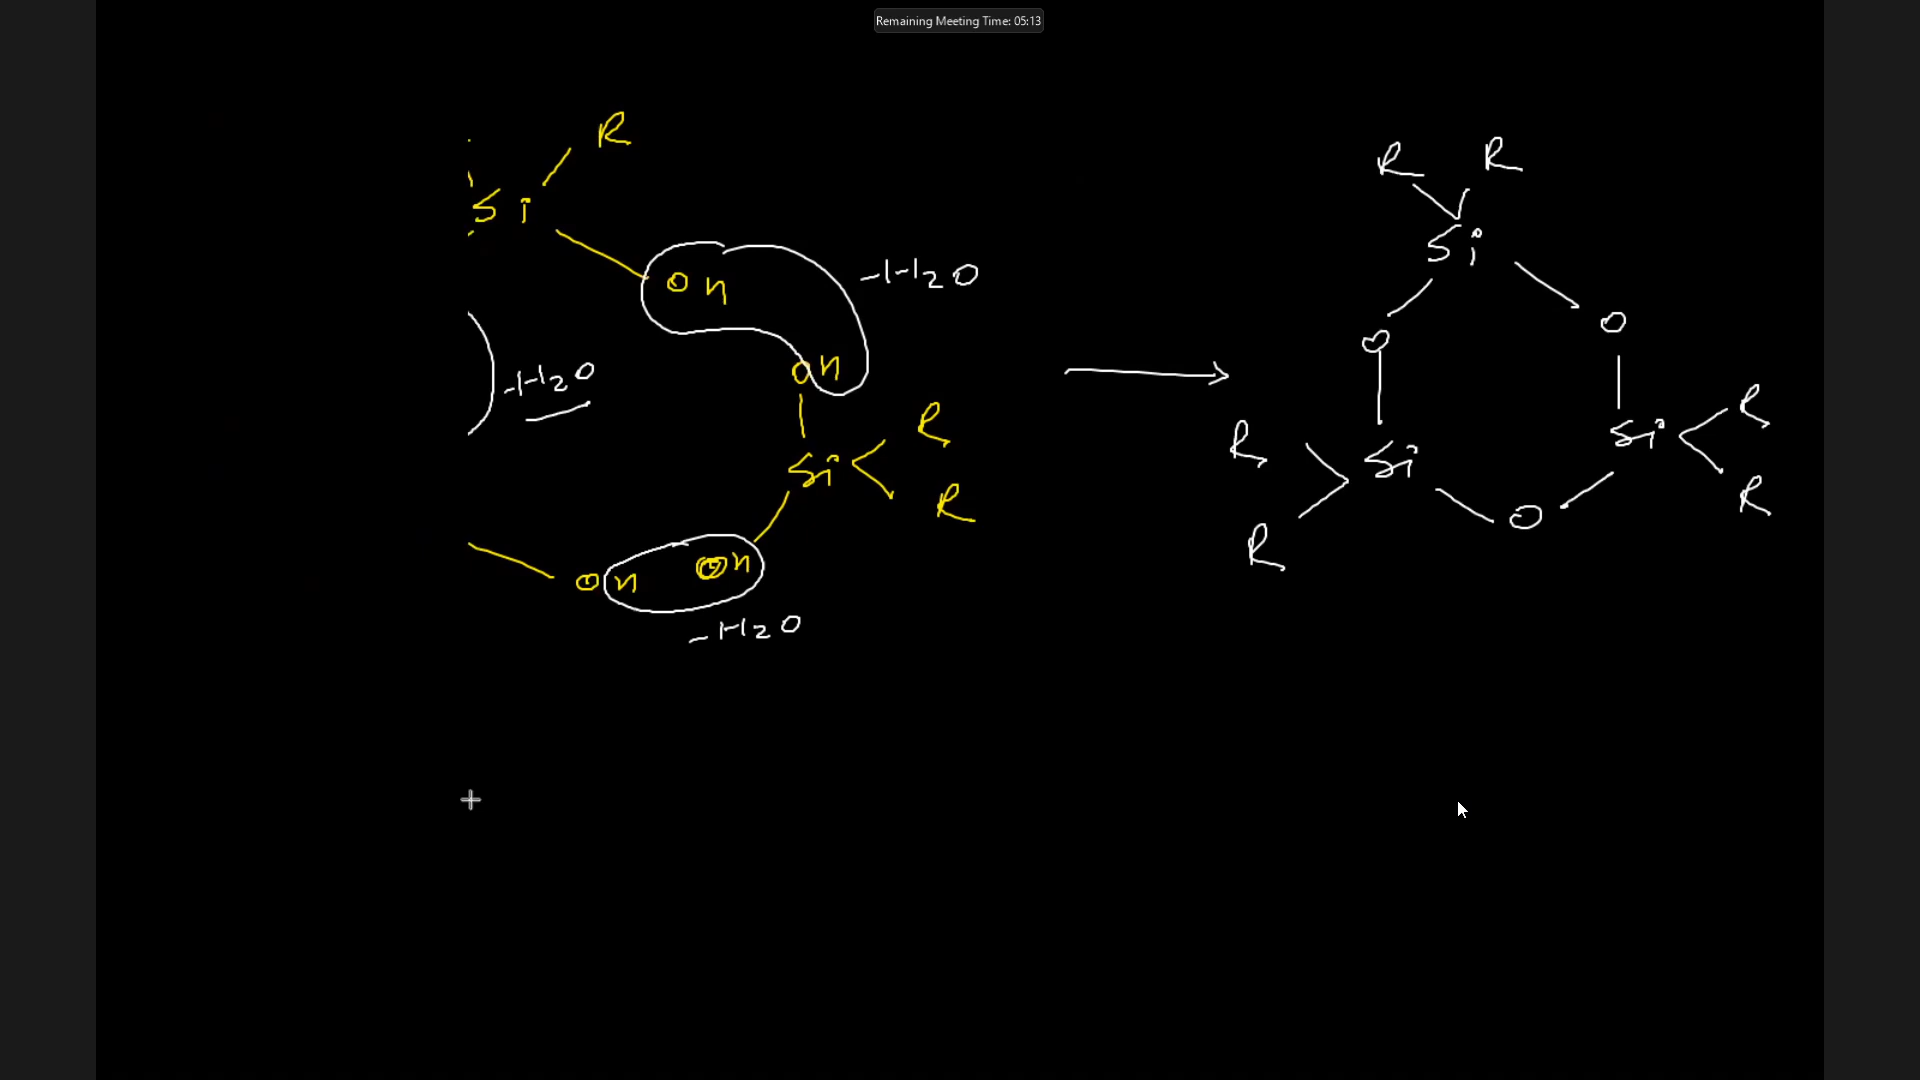 Remaining Meeting Time: 05:13
R
Si
OH
-H2O
OH
-H2O
Si
R
R
OH
OH
-H2O
R R
Si
O
O
R
Si
R
O
Si
R
R